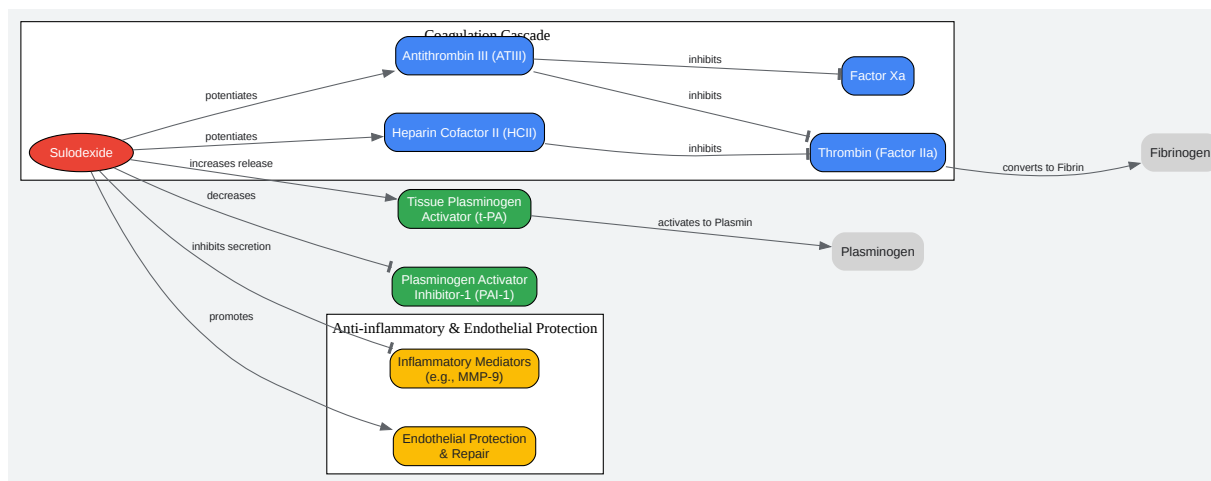 Coagulation Cascade
Antithrombin III (ATIII)
inhibits
Factor Xa
potentiates
inhibits
potentiates
Heparin Cofactor II (HCII)
inhibits
Sulodexide
Thrombin (Factor IIa)
Fibrinogen
increases release
converts to Fibrin
decreases
Tissue Plasminogen
Activator (t-PA)
activates to Plasmin
inhibits secretion
Plasminogen
Plasminogen Activator
Inhibitor-1 (PAI-1)
promotes
Anti-inflammatory & Endothelial Protection
Inflammatory Mediators
(e.g., MMP-9)
Endothelial Protection
& Repair